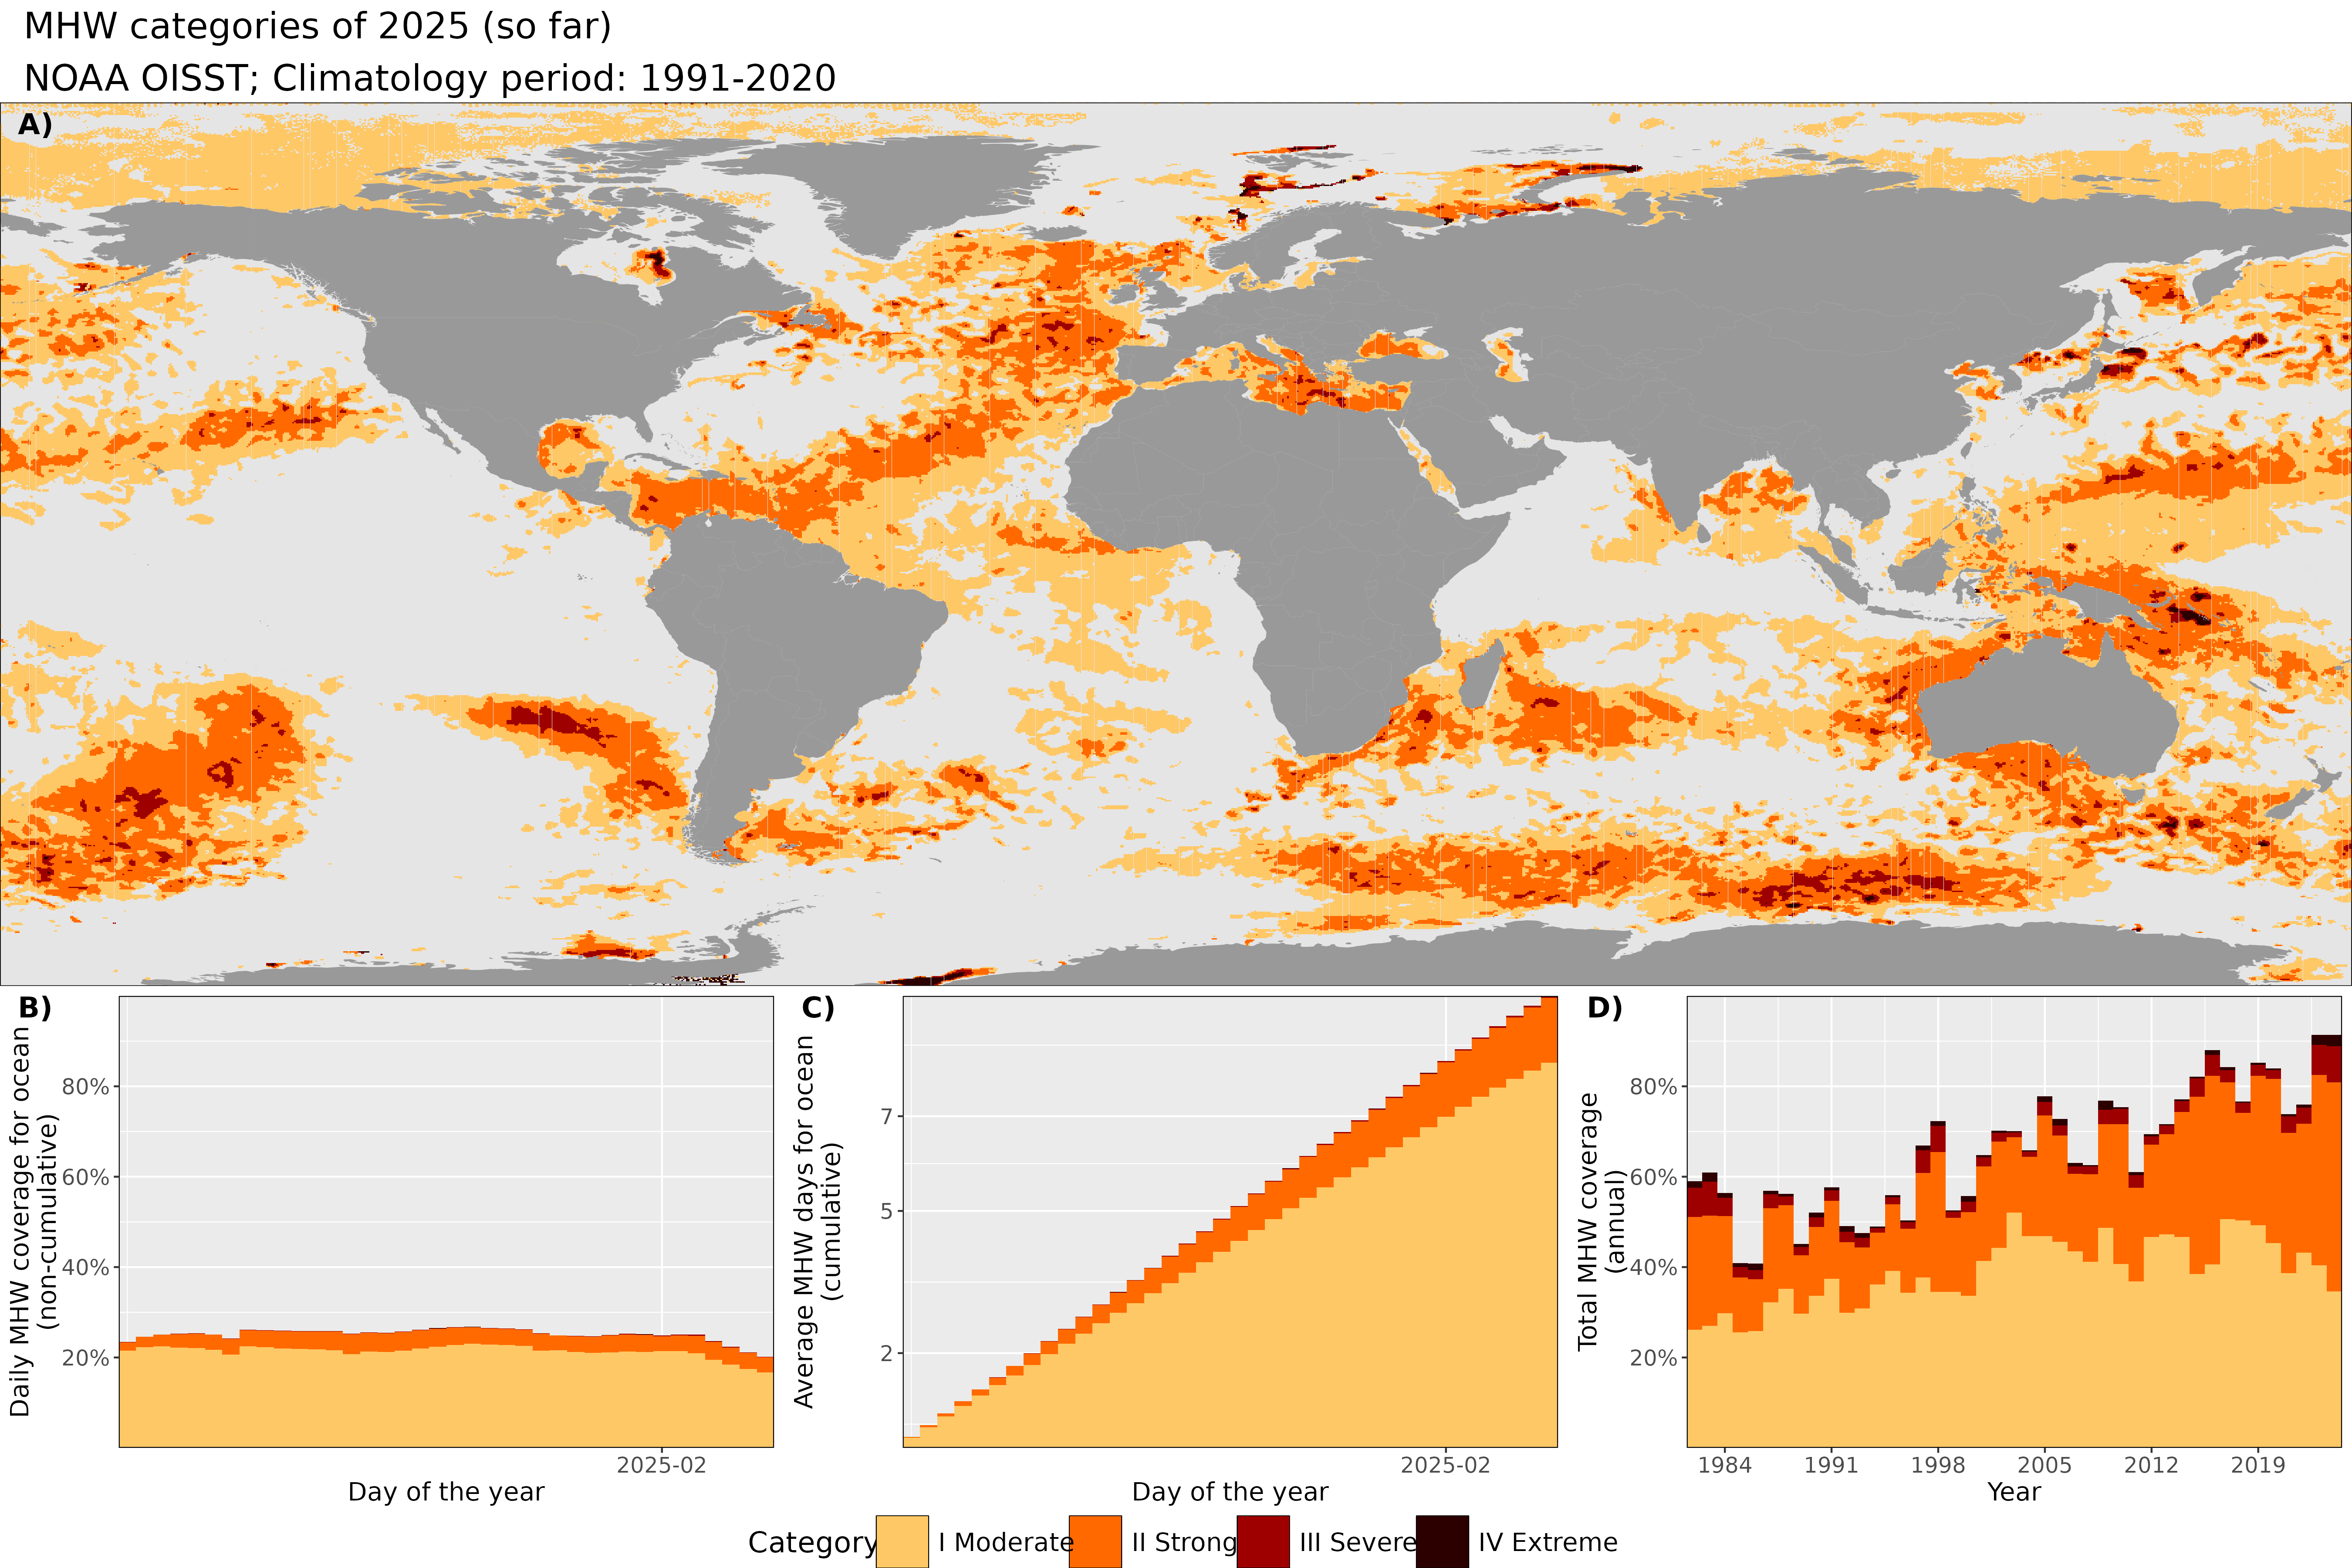 MHW categories of 2025 (so far)
NOAA OISST; Climatology period: 1991-2020
A)
B)
Daily MHW coverage for ocean
(non-cumulative)
80%
60%
40%
20%
2025-02
Day of the year
C)
Average MHW days for ocean
(cumulative)
7
5
2
2025-02
Day of the year
D)
Total MHW coverage
(annual)
80%
60%
40%
20%
1984 1991 1998 2005 2012 2019
Year
Category I Moderate II Strong III Severe IV Extreme